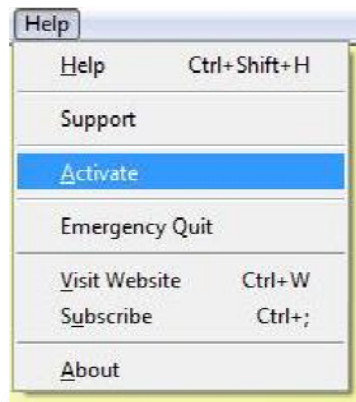 Help
Help Ctrl+Shift+H
Support
Activate
Emergency Quit
Visit Website Ctrl+W
Subscribe Ctrl+;
About